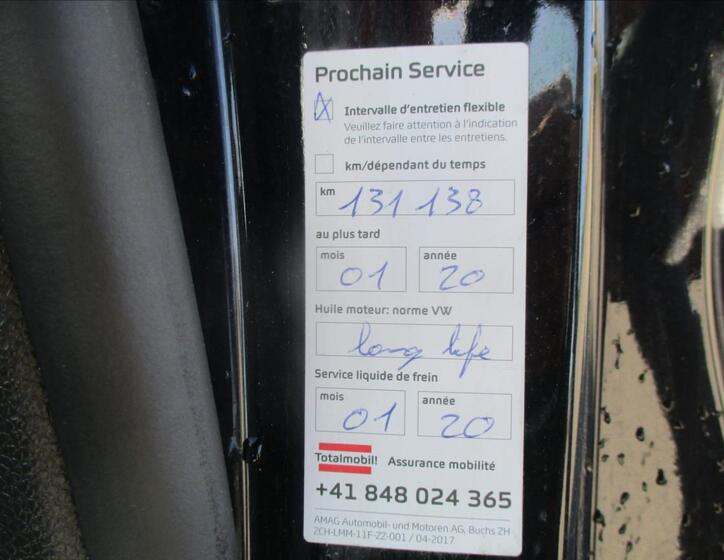 Prochain Service
Intervalle d'entretien flexible
Veuillez faire attention à l'indication
de l'intervalle entre les entretiens.
km/dépendant du temps
km 131 138
au plus tard
mois année
01 20
Huile moteur: norme VW
long life
Service liquide de frein
mois année
01 20
Totalmobil! Assurance mobilité
+41 848 024 365
AMAG Automobil- und Motoren AG, Buchs ZH
2CH-LMM-11F-22-001 / 04-2017